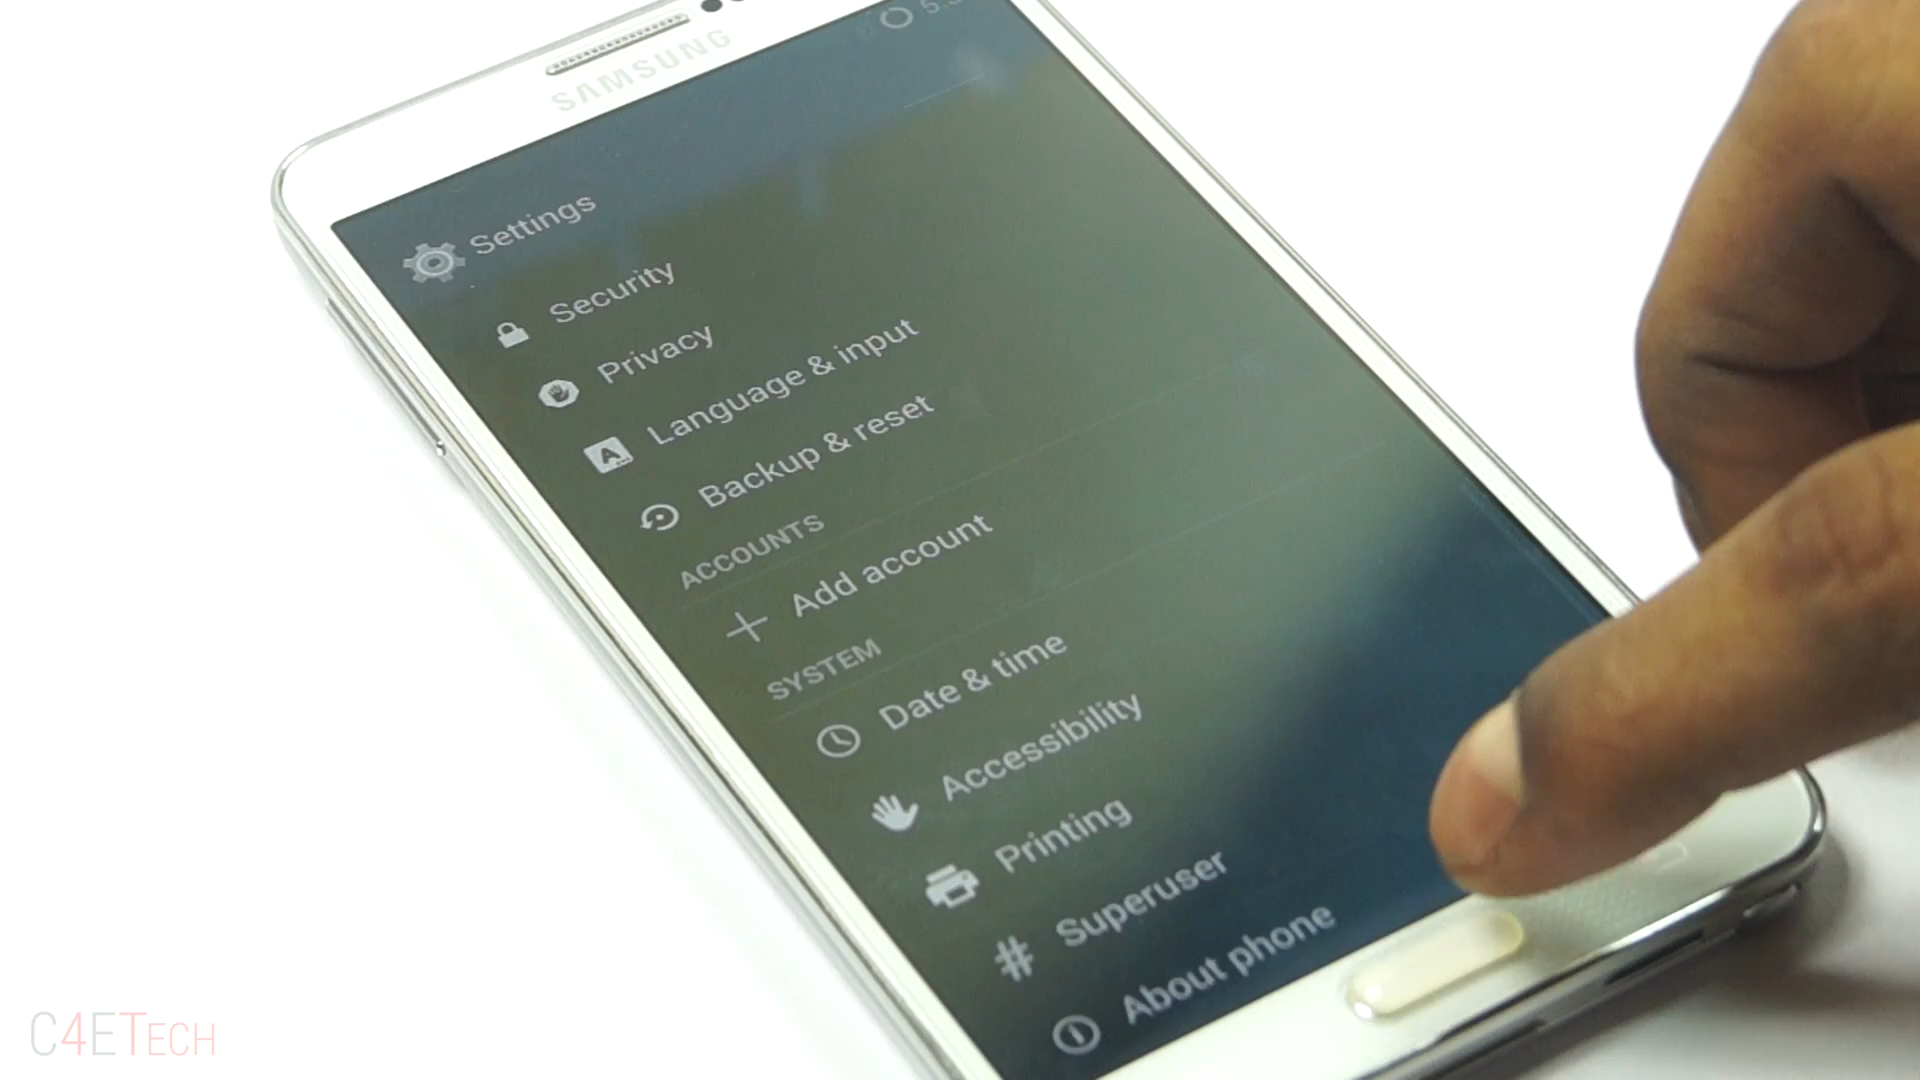 SAMSUNG
Settings
Security
Privacy
Language & input
Backup & reset
ACCOUNTS
Add account
SYSTEM
Date & time
Accessibility
Printing
# Superuser
About phone
C4ETECH